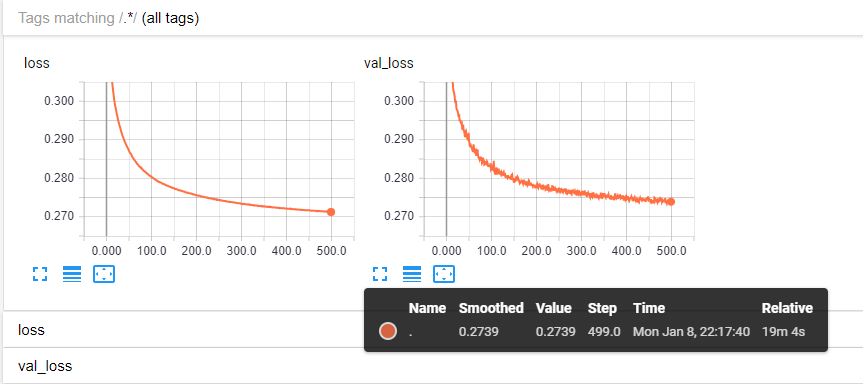 Tags matching /.*/ (all tags)
loss
val_loss
0.300
0.290
0.280
0.270
0.000 100.0 200.0 300.0 400.0 500.0
0.300
0.290
0.280
0.270
0.000 100.0 200.0 300.0 400.0 500.0
Name Smoothed Value Step Time Relative
. 0.2739 0.2739 499.0 Mon Jan 8, 22:17:40 19m 4s
loss
val_loss